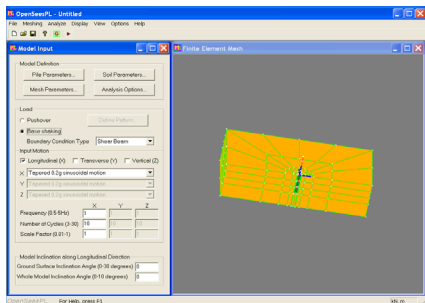 OpenSeesPL - Untitled
File Meshing analyze Display View Options Help
Model Input
Finite Element Mesh
Model Definition
Pile Parameters...
Soil Parameters...
Mesh Parameters...
Analysis Options...
Load
Pushover
Define Pattern...
Base shaking
Boundary Condition Type
Shear Beam
Input Motion
Longitudinal (X)
Transverse (Y)
Vertical (Z)
X Tapered 0.2g sinusoidal motion
Y Tapered 0.2g sinusoidal motion
Z Tapered 0.2g sinusoidal motion
X Y Z
Frequency (0.5-5Hz) 1
Number of Cycles (3-30) 10 10 10
Scale Factor (0.01-1) 1
Model Inclination along Longitudinal Direction
Ground Surface Inclination Angle (0-30 degrees) 0
Whole Model Inclination Angle (0-10 degrees) 0
OpenSeesPL
For Help, press F1
kN, m